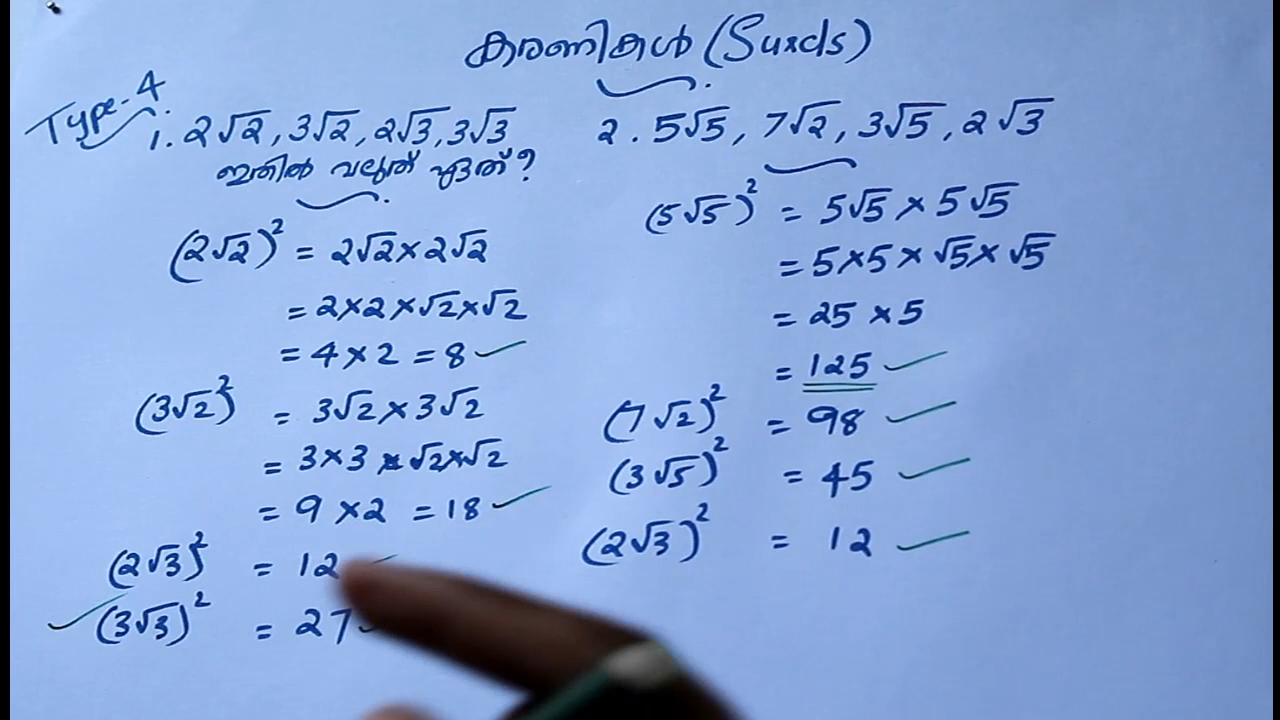 കരണികൾ (Surds)
Type-4
1. 2√2, 3√2, 2√3, 3√3
ഇതിൽ വലുത് ഏത്?
(2√2)² = 2√2 × 2√2
= 2×2×√2×√2
= 4×2 = 8 ✓
(3√2)² = 3√2 × 3√2
= 3×3×√2×√2
= 9×2 = 18 ✓
(2√3)² = 12
✓ (3√3)² = 27
2. 5√5, 7√2, 3√5, 2√3
(5√5)² = 5√5 × 5√5
= 5×5×√5×√5
= 25×5
= 125 ✓
(7√2)² = 98 ✓
(3√5)² = 45 ✓
(2√3)² = 12 ✓